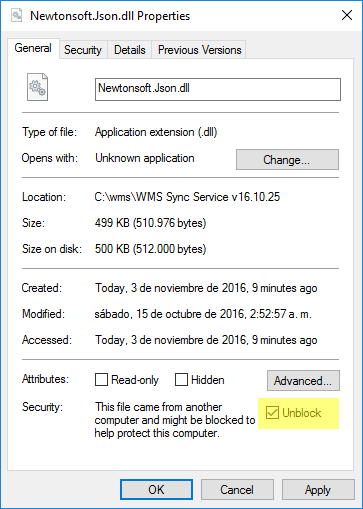 Newtonsoft.Json.dll Properties
General Security Details Previous Versions
Newtonsoft.Json.dll
Type of file: Application extension (.dll)
Opens with: Unknown application Change...
Location: C:\wms\WMS Sync Service v16.10.25
Size: 499 KB (510.976 bytes)
Size on disk: 500 KB (512.000 bytes)
Created: Today, 3 de noviembre de 2016, 9 minutes ago
Modified: sábado, 15 de octubre de 2016, 2:52:57 a. m.
Accessed: Today, 3 de noviembre de 2016, 9 minutes ago
Attributes: Read-only Hidden Advanced...
Security: This file came from another
computer and might be blocked to
help protect this computer.
Unblock
OK Cancel Apply